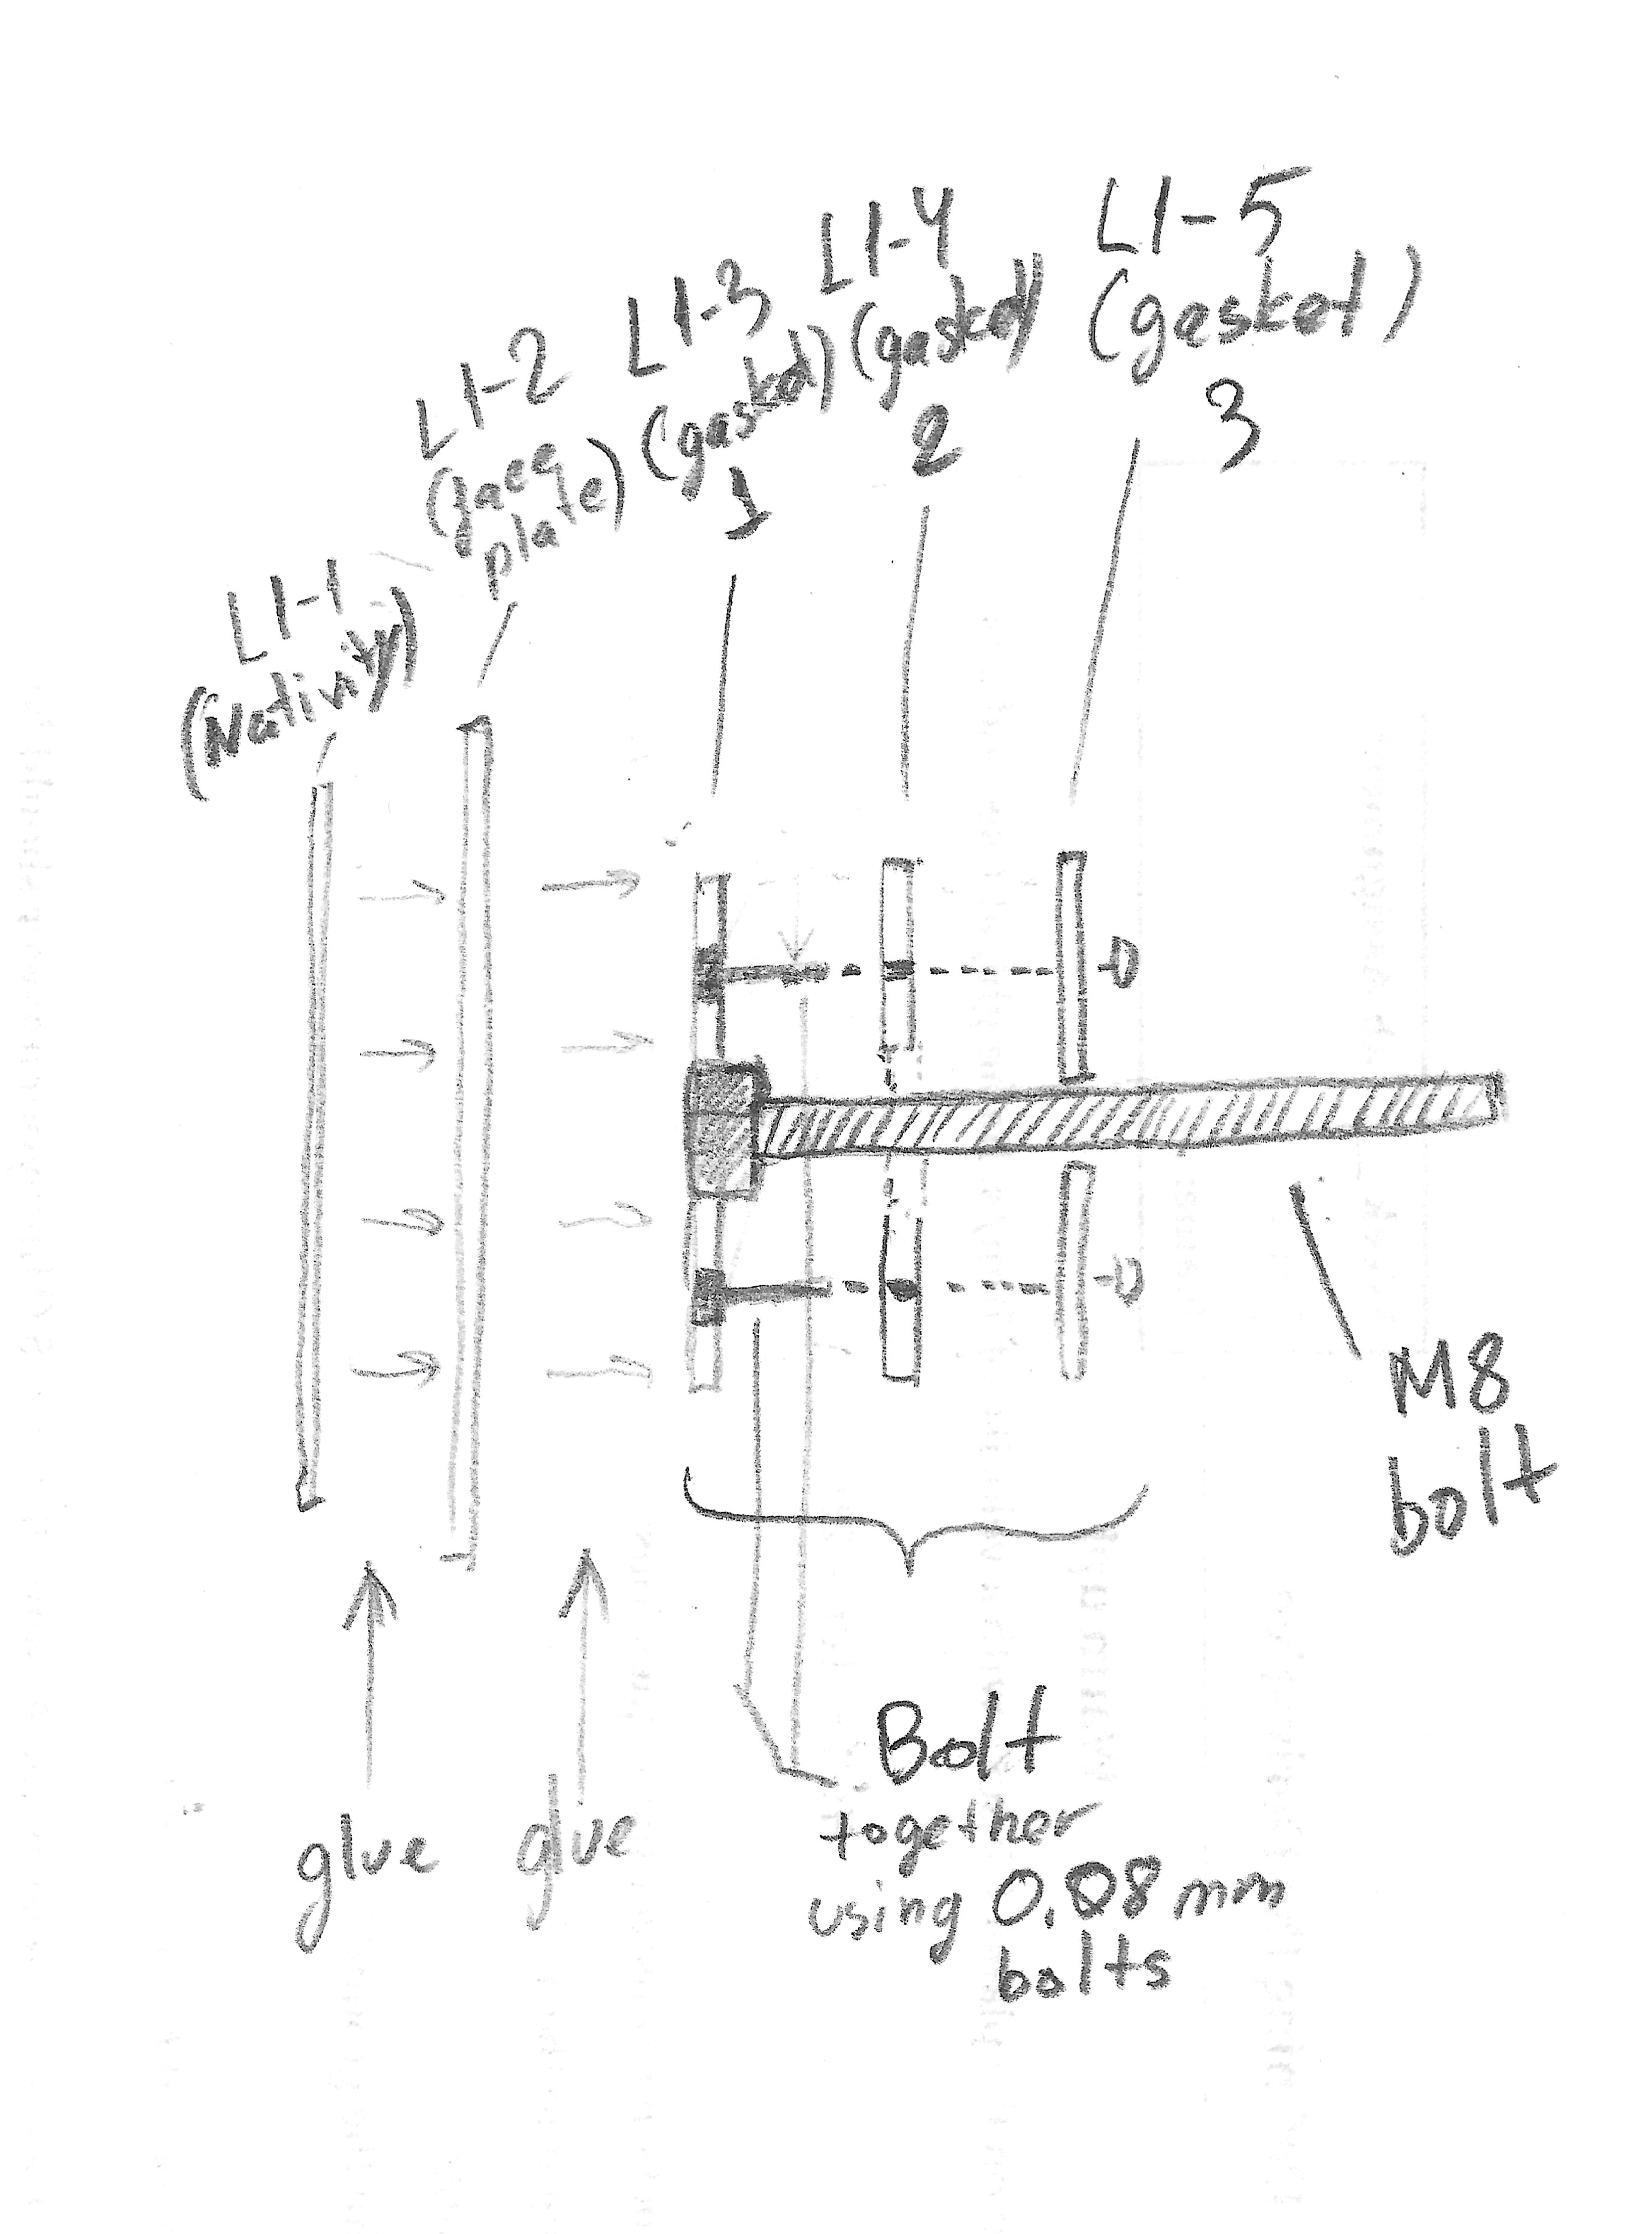 L1-1
(Nativity)
L1-2
(face
plate)
L1-3
(gasket)
1
L1-4
(gasket)
2
L1-5
(gasket)
3
M8
bolt
glue
glue
Bolt
together
using 0.08 mm
bolts